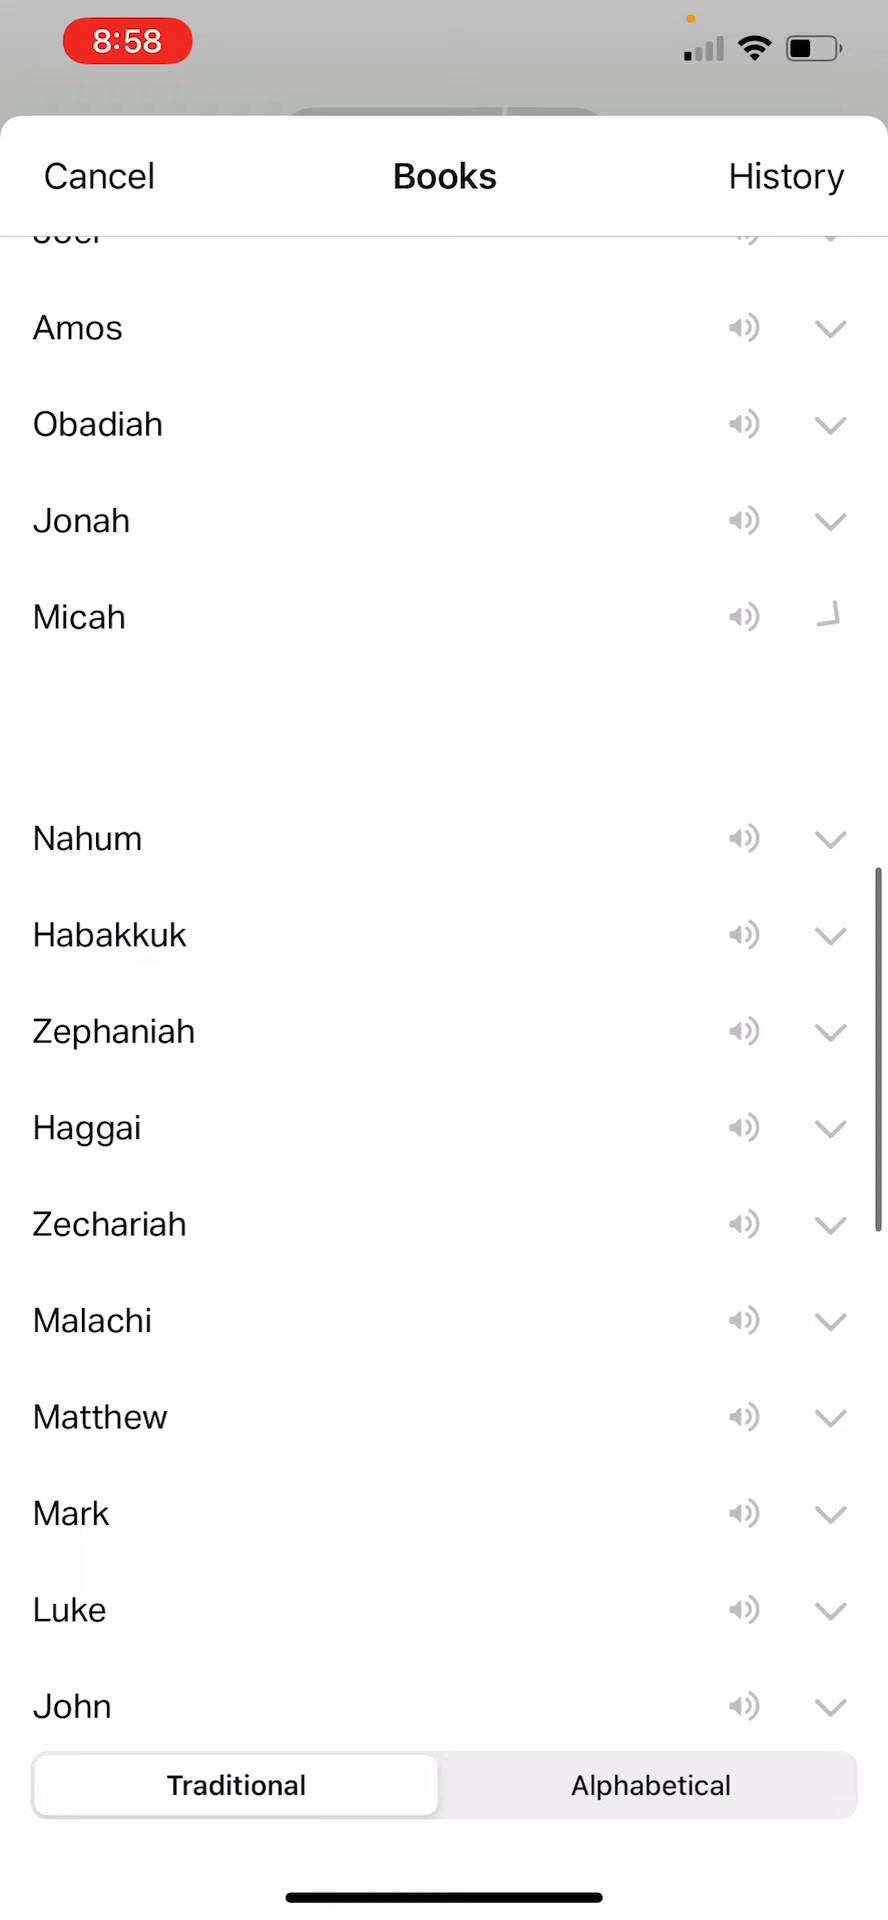 8:58
Cancel Books History
Joel
Amos
Obadiah
Jonah
Micah
Nahum
Habakkuk
Zephaniah
Haggai
Zechariah
Malachi
Matthew
Mark
Luke
John
Traditional Alphabetical